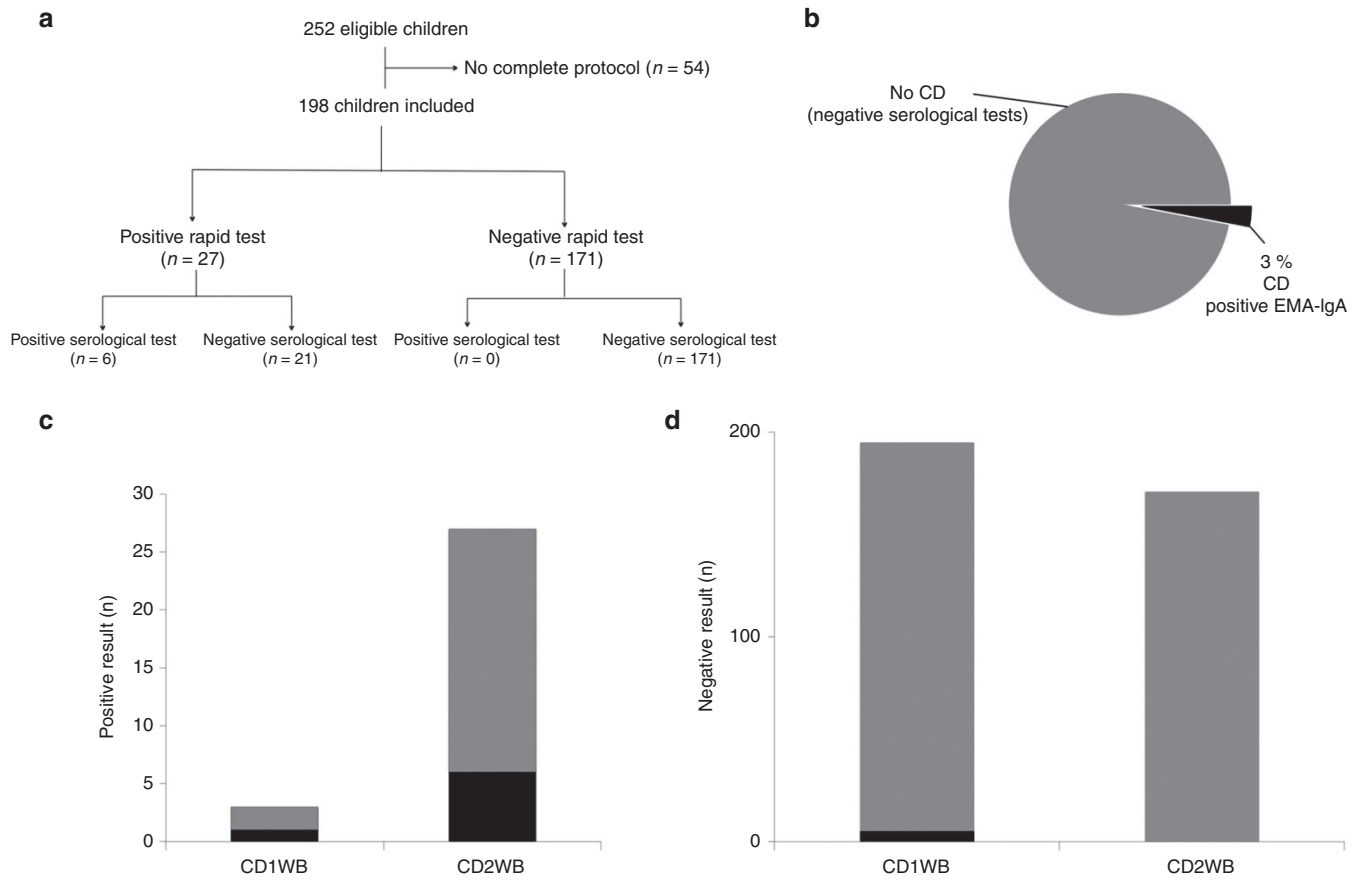 a
252 eligible children
No complete protocol (n = 54)
198 children included
Positive rapid test
(n = 27)
Negative rapid test
(n = 171)
Positive serological test
(n = 6)
Negative serological test
(n = 21)
Positive serological test
(n = 0)
Negative serological test
(n = 171)
b
No CD
(negative serological tests)
3 %
CD
positive EMA-IgA
c
Positive result (n)
30
25
20
15
10
5
0
CD1WB
CD2WB
d
Negative result (n)
200
100
0
CD1WB
CD2WB